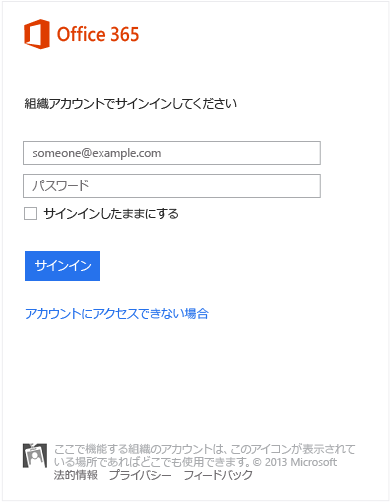 Office 365
組織アカウントでサインインしてください
someone@example.com
パスワード
サインインしたままにする
サインイン
アカウントにアクセスできない場合
ここで機能する組織のアカウントは、このアイコンが表示されて
いる場所であればどこでも使用できます。© 2013 Microsoft
法的情報 プライバシー フィードバック